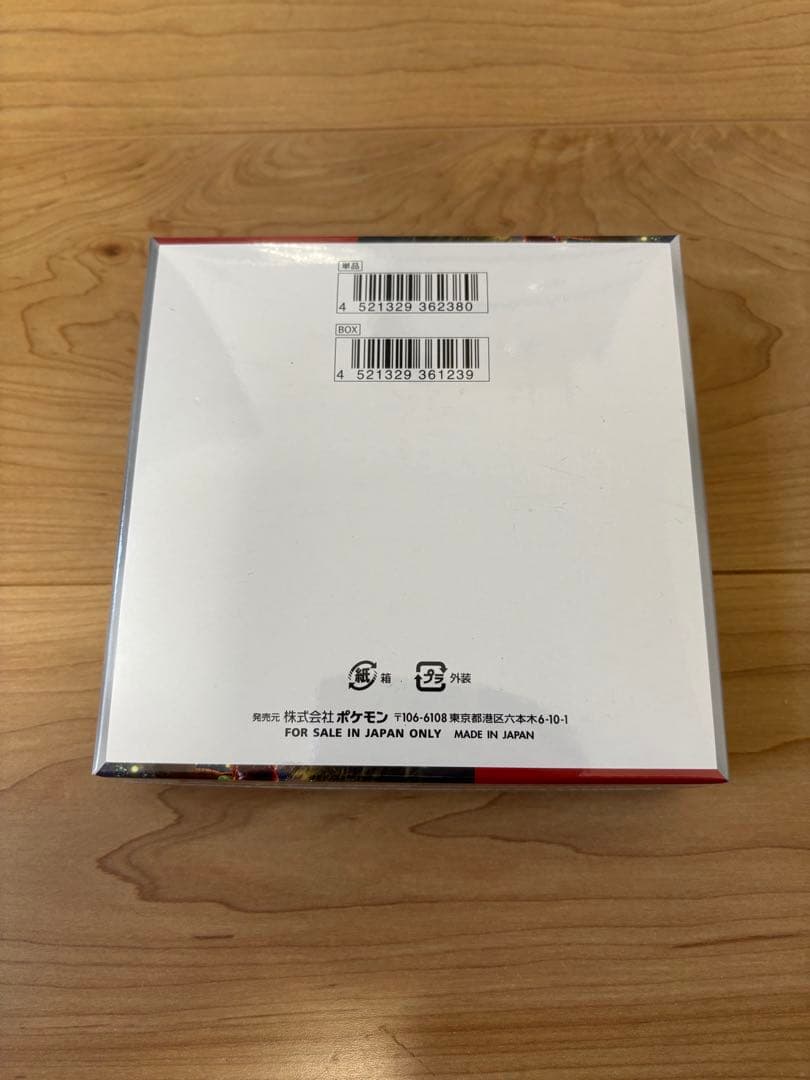 単品
4 521329 362380
BOX
4 521329 361239
紙 箱 プラ 外装
発売元 株式会社ポケモン 〒106-6108 東京都港区六本木6-10-1
FOR SALE IN JAPAN ONLY MADE IN JAPAN